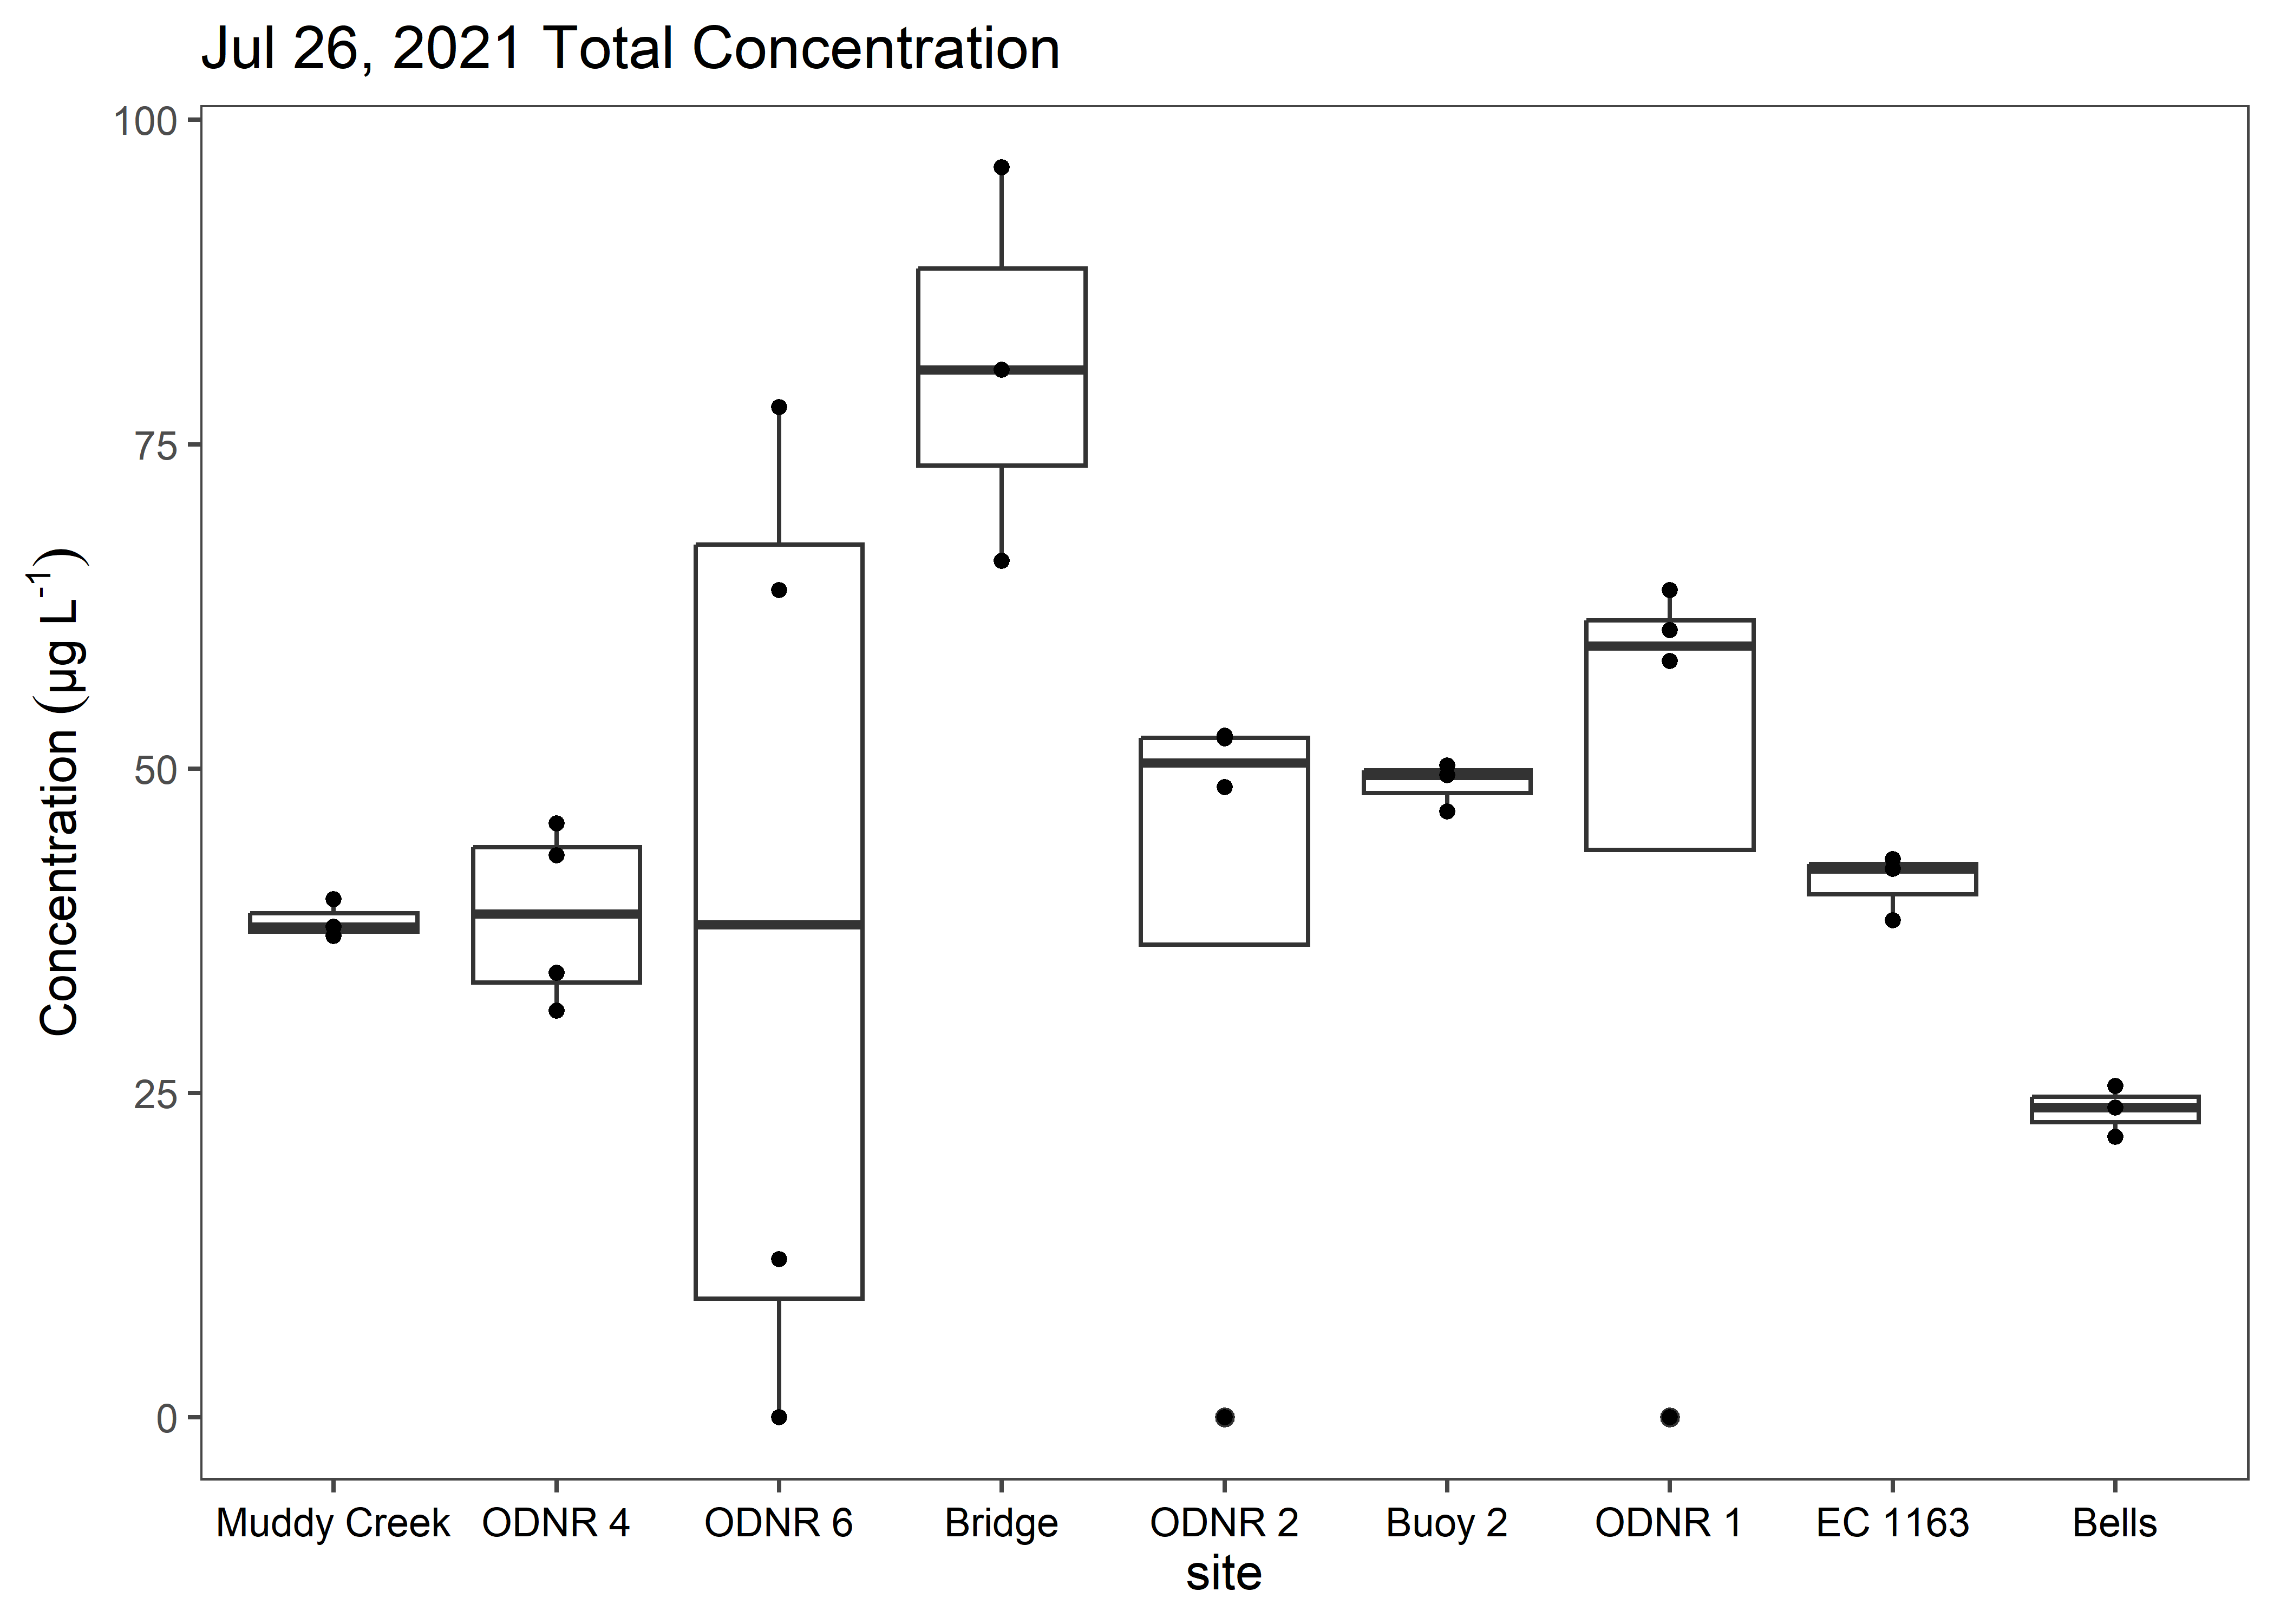 Jul 26, 2021 Total Concentration
100
75
50
25
0
Concentration (µg L⁻¹)
Muddy Creek ODNR 4 ODNR 6 Bridge ODNR 2 Buoy 2 ODNR 1 EC 1163 Bells
site